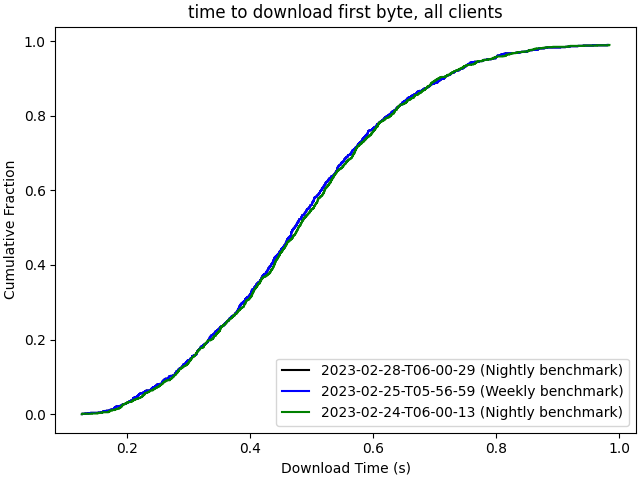 time to download first byte, all clients
1.0
0.8
0.6
0.4
0.2
0.0
Cumulative Fraction
2023-02-28-T06-00-29 (Nightly benchmark)
2023-02-25-T05-56-59 (Weekly benchmark)
2023-02-24-T06-00-13 (Nightly benchmark)
0.2 0.4 0.6 0.8 1.0
Download Time (s)